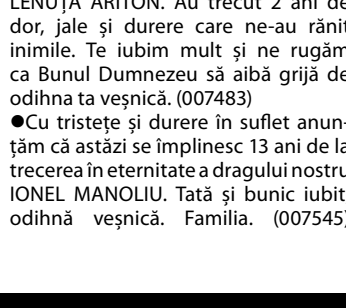 LENUȚA ARITON. Au trecut 2 ani de
dor, jale și durere care ne-au rănit
inimile. Te iubim mult și ne rugăm
ca Bunul Dumnezeu să aibă grijă de
odihna ta veșnică. (007483)
●Cu tristețe și durere în suflet anun-
țăm că astăzi se împlinesc 13 ani de la
trecerea în eternitate a dragului nostru
IONEL MANOLIU. Tată și bunic iubit,
odihnă veșnică. Familia. (007545)